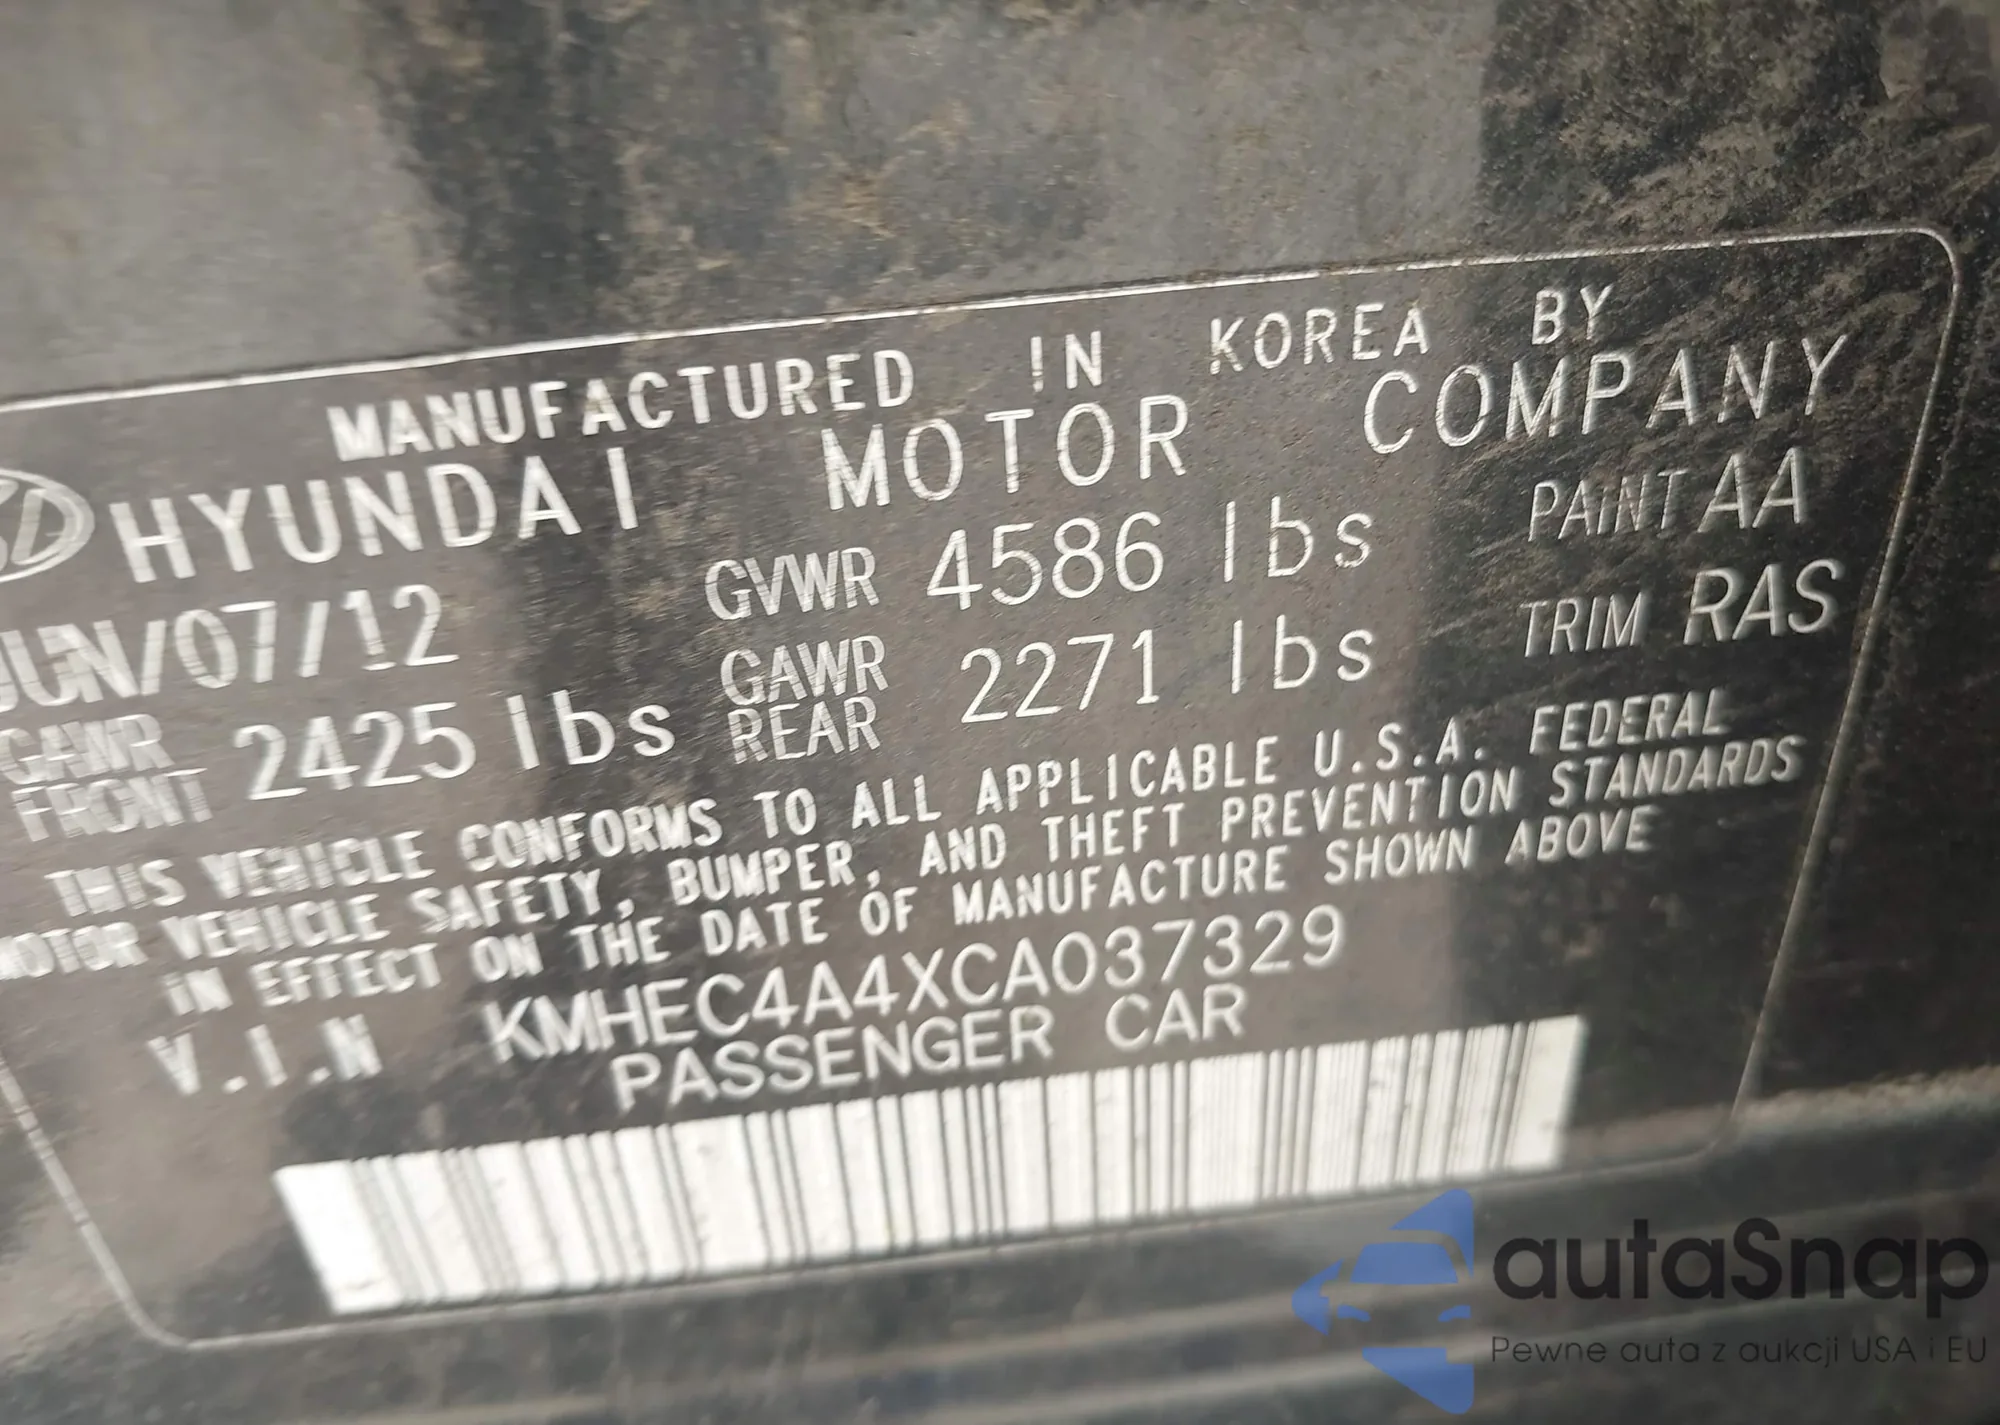 MANUFACTURED IN KOREA BY
HYUNDAI MOTOR COMPANY
JUN/07/12 GVWR 4586 lbs PAINT AA
GAWR FRONT 2425 lbs GAWR REAR 2271 lbs TRIM RAS
THIS VEHICLE CONFORMS TO ALL APPLICABLE U.S.A. FEDERAL
MOTOR VEHICLE SAFETY, BUMPER, AND THEFT PREVENTION STANDARDS
IN EFFECT ON THE DATE OF MANUFACTURE SHOWN ABOVE
V.I.N KMHEC4A4XCA037329
PASSENGER CAR
autaSnap
Pewne auta z aukcji USA i EU